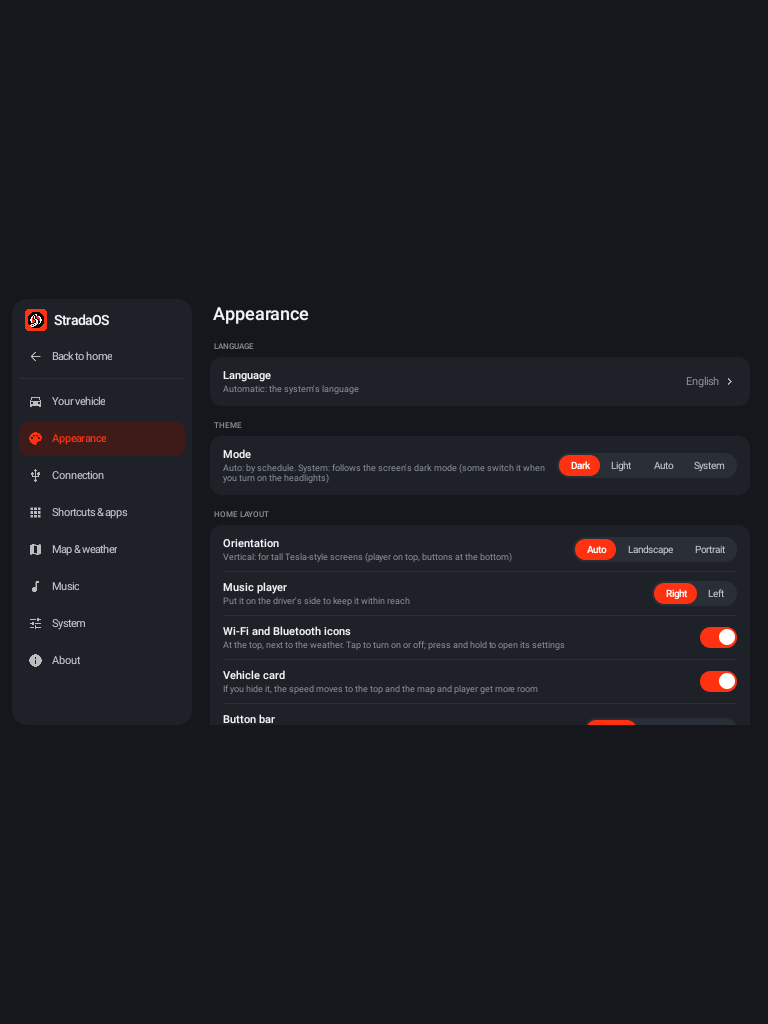 StradaOS
Back to home
Your vehicle
Appearance
Connection
Shortcuts & apps
Map & weather
Music
System
About
Appearance
LANGUAGE
Language
Automatic: the system's language
English
THEME
Mode
Auto: by schedule. System: follows the screen's dark mode (some switch it when
you turn on the headlights)
Dark Light Auto System
HOME LAYOUT
Orientation
Vertical: for tall Tesla-style screens (player on top, buttons at the bottom)
Auto Landscape Portrait
Music player
Put it on the driver's side to keep it within reach
Right Left
Wi-Fi and Bluetooth icons
At the top, next to the weather. Tap to turn on or off; press and hold to open its settings
Vehicle card
If you hide it, the speed moves to the top and the map and player get more room
Button bar